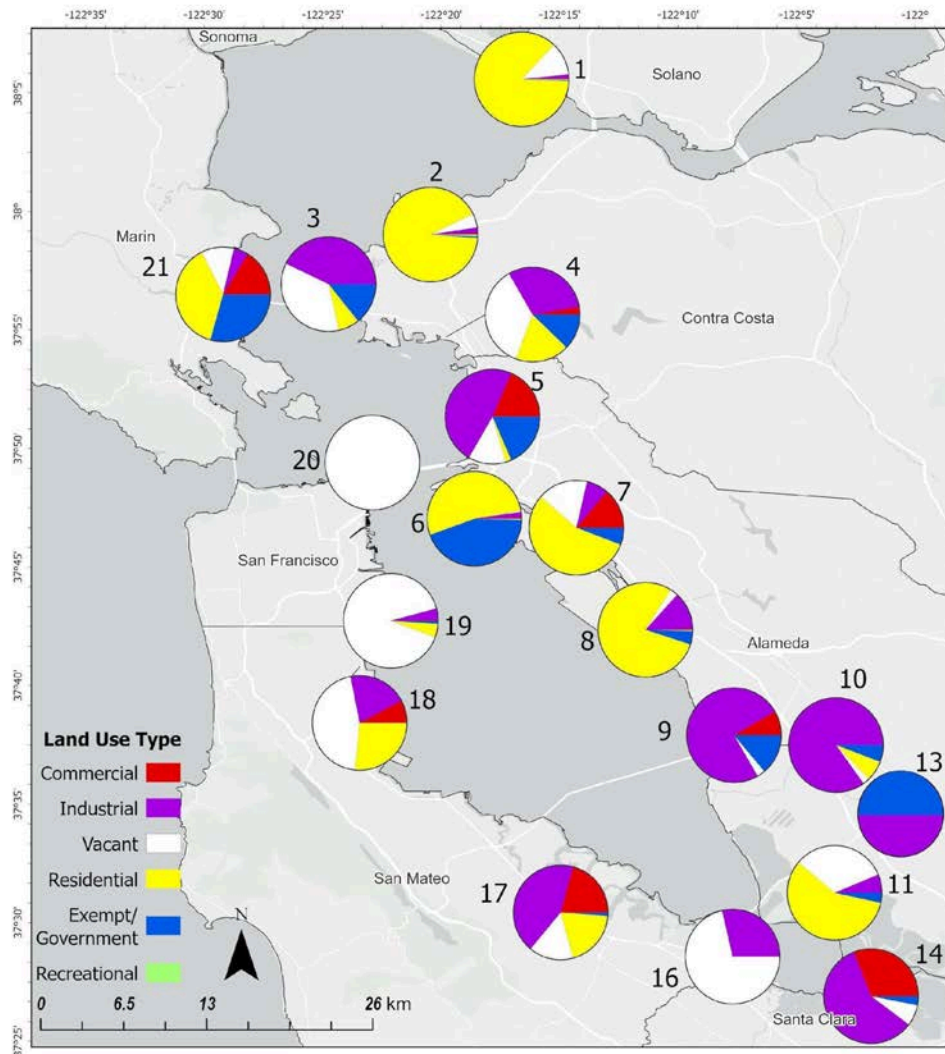 -122°30' -122°25' -122°20' -122°15' -122°10' -122°5' -122°
Sonoma
1
Solano
38°5'
2
38°
3
Marin
21
4
Contra Costa
37°55'
5
37°50'
20
7
6
San Francisco
37°45'
19
8
Alameda
37°40'
18
10
9
Land Use Type
Commercial
13
Industrial
37°35'
Vacant
Residential
San Mateo
11
17
Exempt/
Government
37°30'
N
14
Recreational
16
0 6.5 13 26 km
Santa Clara
37°25'